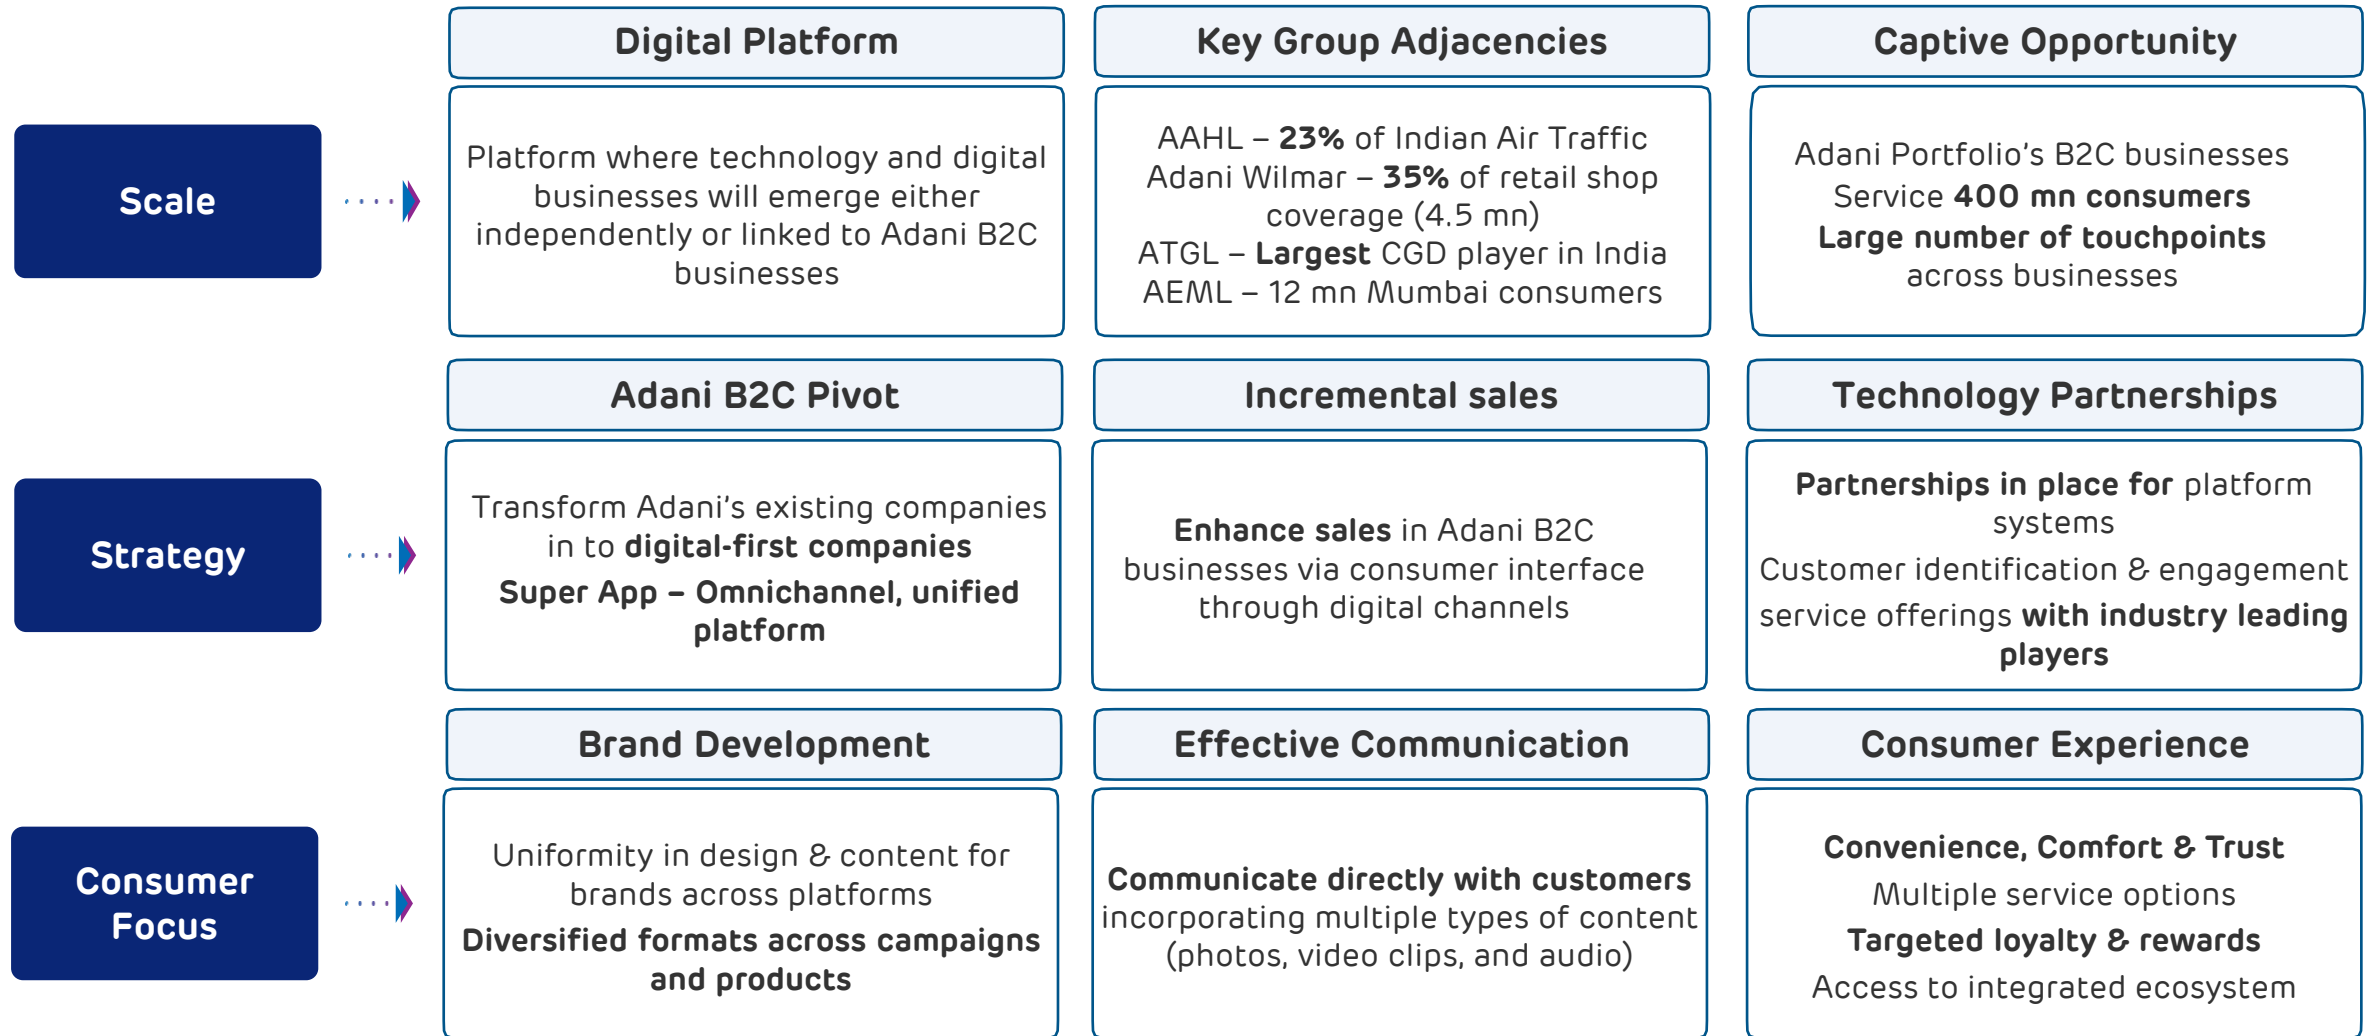 Digital Platform
Key Group Adjacencies
Captive Opportunity
Scale
Platform where technology and digital
businesses will emerge either
independently or linked to Adani B2C
businesses
AAHL – 23% of Indian Air Traffic
Adani Wilmar – 35% of retail shop
coverage (4.5 mn)
ATGL – Largest CGD player in India
AEML – 12 mn Mumbai consumers
Adani Portfolio's B2C businesses
Service 400 mn consumers
Large number of touchpoints
across businesses
Adani B2C Pivot
Incremental sales
Technology Partnerships
Strategy
Transform Adani's existing companies
in to digital-first companies
Super App – Omnichannel, unified
platform
Enhance sales in Adani B2C
businesses via consumer interface
through digital channels
Partnerships in place for platform
systems
Customer identification & engagement
service offerings with industry leading
players
Brand Development
Effective Communication
Consumer Experience
Consumer
Focus
Uniformity in design & content for
brands across platforms
Diversified formats across campaigns
and products
Communicate directly with customers
incorporating multiple types of content
(photos, video clips, and audio)
Convenience, Comfort & Trust
Multiple service options
Targeted loyalty & rewards
Access to integrated ecosystem